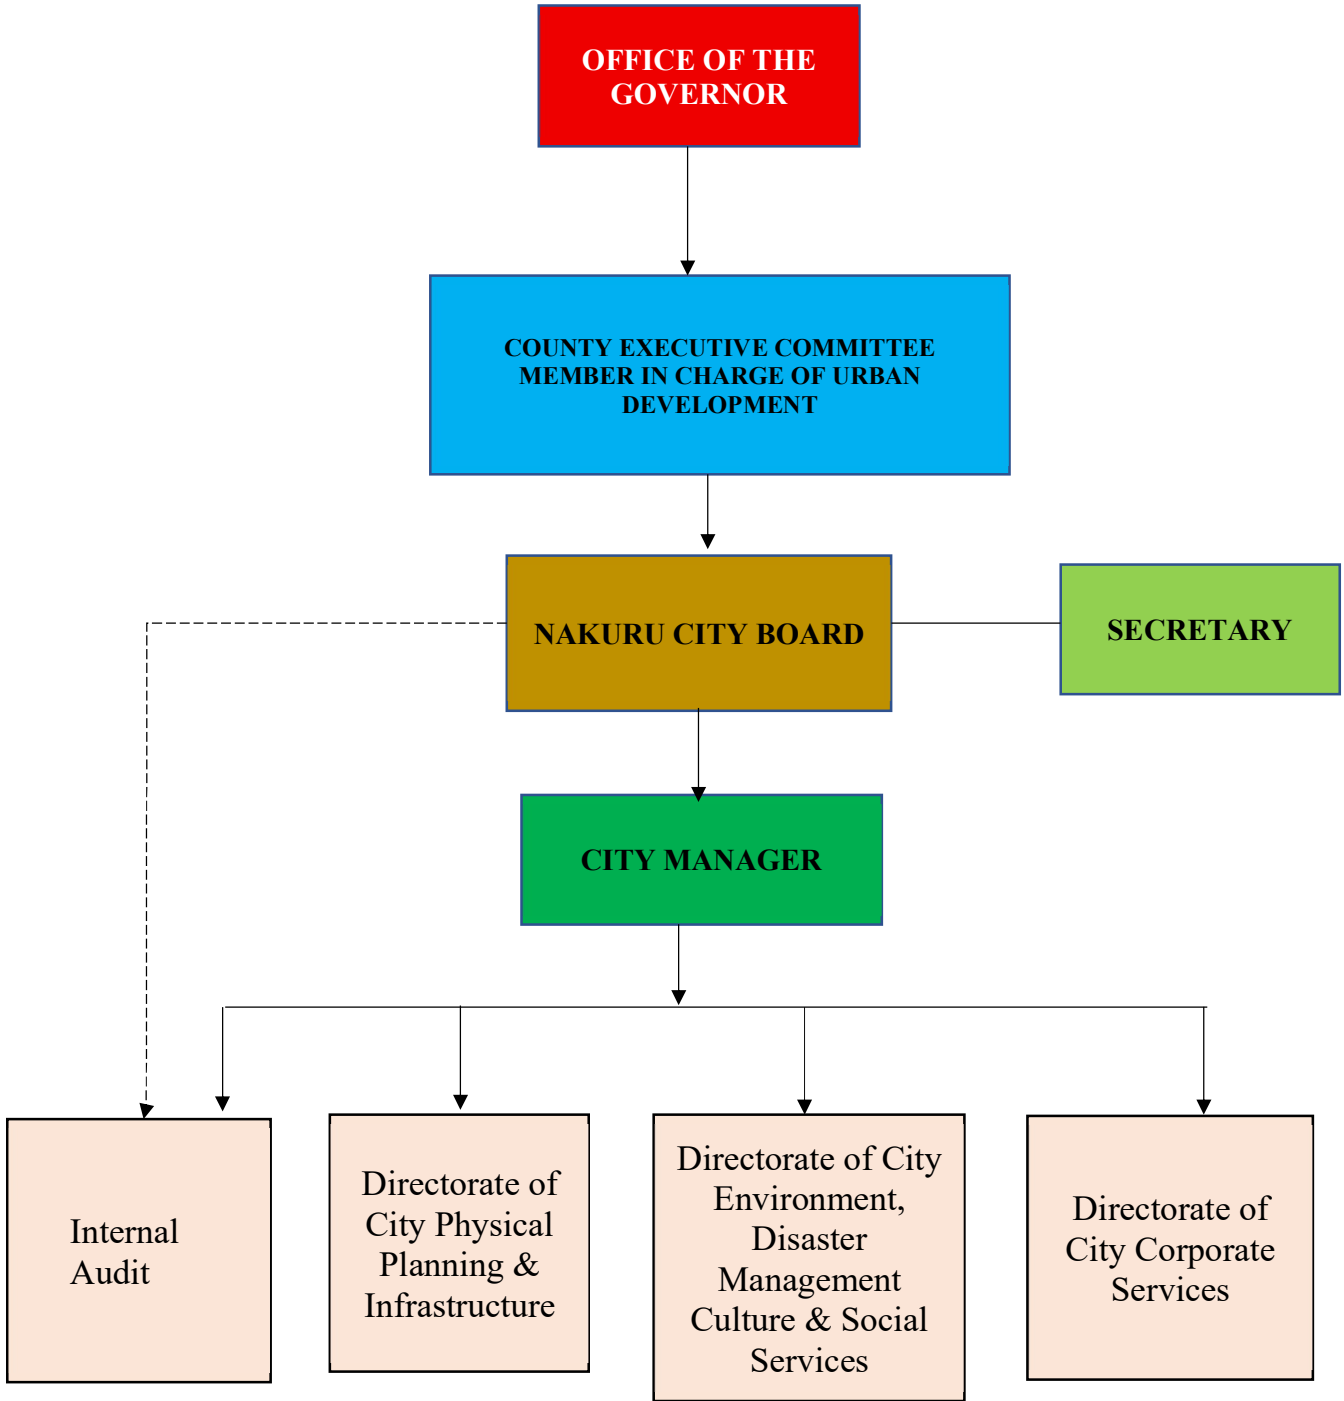 OFFICE OF THE
GOVERNOR
COUNTY EXECUTIVE COMMITTEE
MEMBER IN CHARGE OF URBAN
DEVELOPMENT
NAKURU CITY BOARD
SECRETARY
CITY MANAGER
Internal
Audit
Directorate of
City Physical
Planning &
Infrastructure
Directorate of City
Environment,
Disaster
Management
Culture & Social
Services
Directorate of
City Corporate
Services